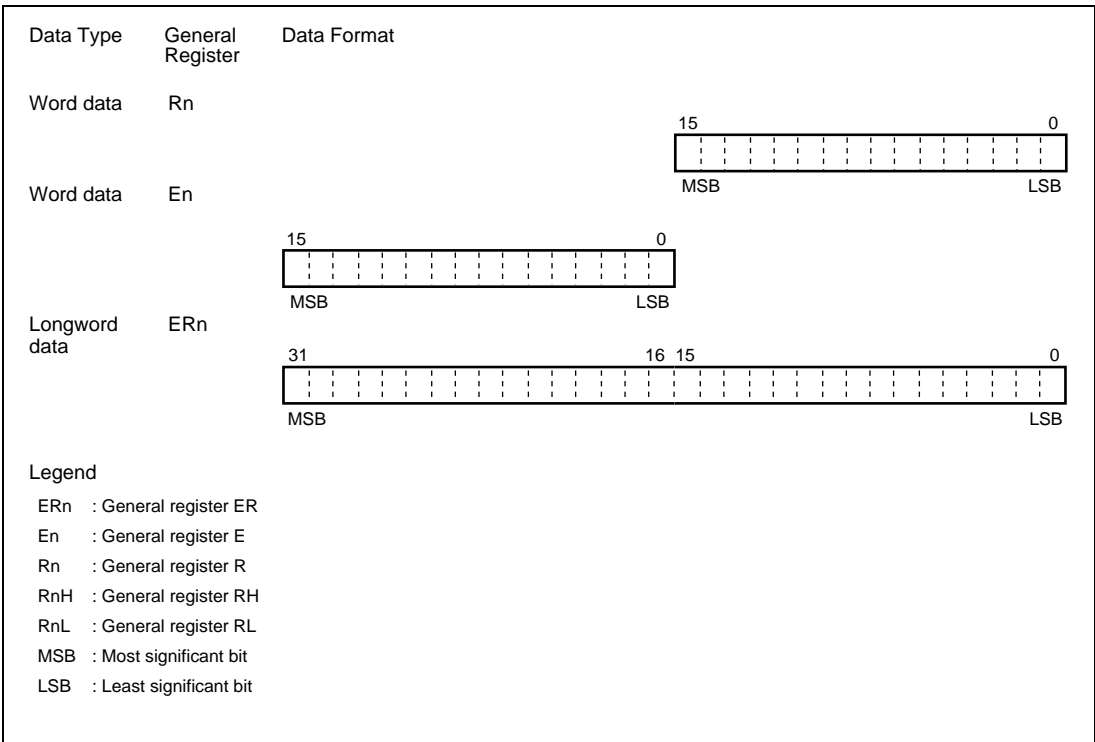 Data Type General Register Data Format
Word data Rn
15 0
MSB LSB
Word data En
15 0
MSB LSB
Longword data ERn
31 16 15 0
MSB LSB
Legend
ERn : General register ER
En : General register E
Rn : General register R
RnH : General register RH
RnL : General register RL
MSB : Most significant bit
LSB : Least significant bit